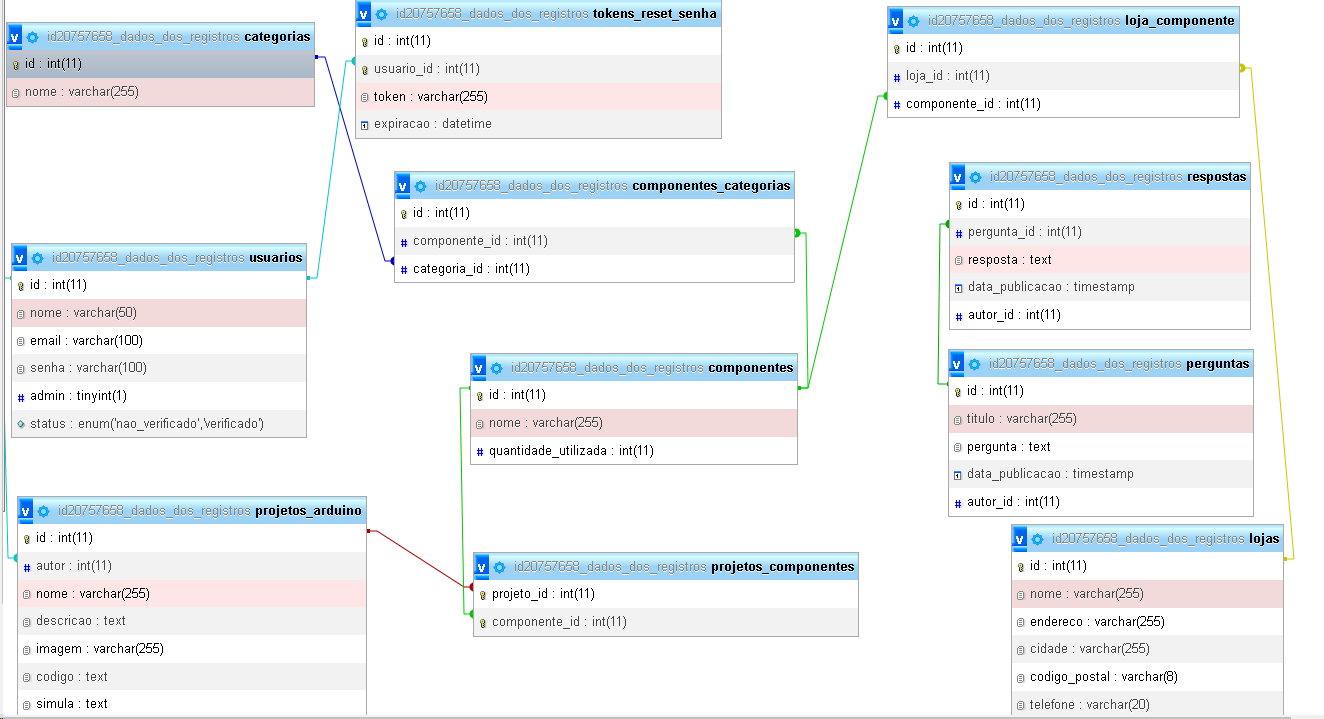 id20757658_dados_dos_registros categorias
id : int(11)
nome : varchar(255)
id20757658_dados_dos_registros tokens_reset_senha
id : int(11)
usuario_id : int(11)
token : varchar(255)
expiracao : datetime
id20757658_dados_dos_registros loja_componente
id : int(11)
loja_id : int(11)
componente_id : int(11)
id20757658_dados_dos_registros componentes_categorias
id : int(11)
componente_id : int(11)
categoria_id : int(11)
id20757658_dados_dos_registros respostas
id : int(11)
pergunta_id : int(11)
resposta : text
data_publicacao : timestamp
autor_id : int(11)
id20757658_dados_dos_registros usuarios
id : int(11)
nome : varchar(50)
email : varchar(100)
senha : varchar(100)
admin : tinyint(1)
status : enum('nao_verificado','verificado')
id20757658_dados_dos_registros componentes
id : int(11)
nome : varchar(255)
quantidade_utilizada : int(11)
id20757658_dados_dos_registros perguntas
id : int(11)
titulo : varchar(255)
pergunta : text
data_publicacao : timestamp
autor_id : int(11)
id20757658_dados_dos_registros projetos_arduino
id : int(11)
autor : int(11)
nome : varchar(255)
descricao : text
imagem : varchar(255)
codigo : text
simula : text
id20757658_dados_dos_registros projetos_componentes
projeto_id : int(11)
componente_id : int(11)
id20757658_dados_dos_registros lojas
id : int(11)
nome : varchar(255)
endereco : varchar(255)
cidade : varchar(255)
codigo_postal : varchar(8)
telefone : varchar(20)